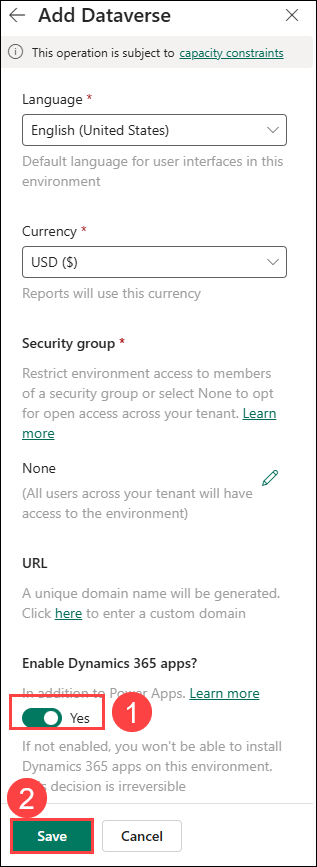 Add Dataverse
This operation is subject to capacity constraints
Language *
English (United States)
Default language for user interfaces in this
environment
Currency *
USD ($)
Reports will use this currency
Security group *
Restrict environment access to members
of a security group or select None to opt
for open access across your tenant. Learn
more
None
(All users across your tenant will have
access to the environment)
URL
A unique domain name will be generated.
Click here to enter a custom domain
Enable Dynamics 365 apps?
In addition to Power Apps. Learn more
Yes
1
If not enabled, you won't be able to install
Dynamics 365 apps on this environment.
decision is irreversible
2
Save
Cancel